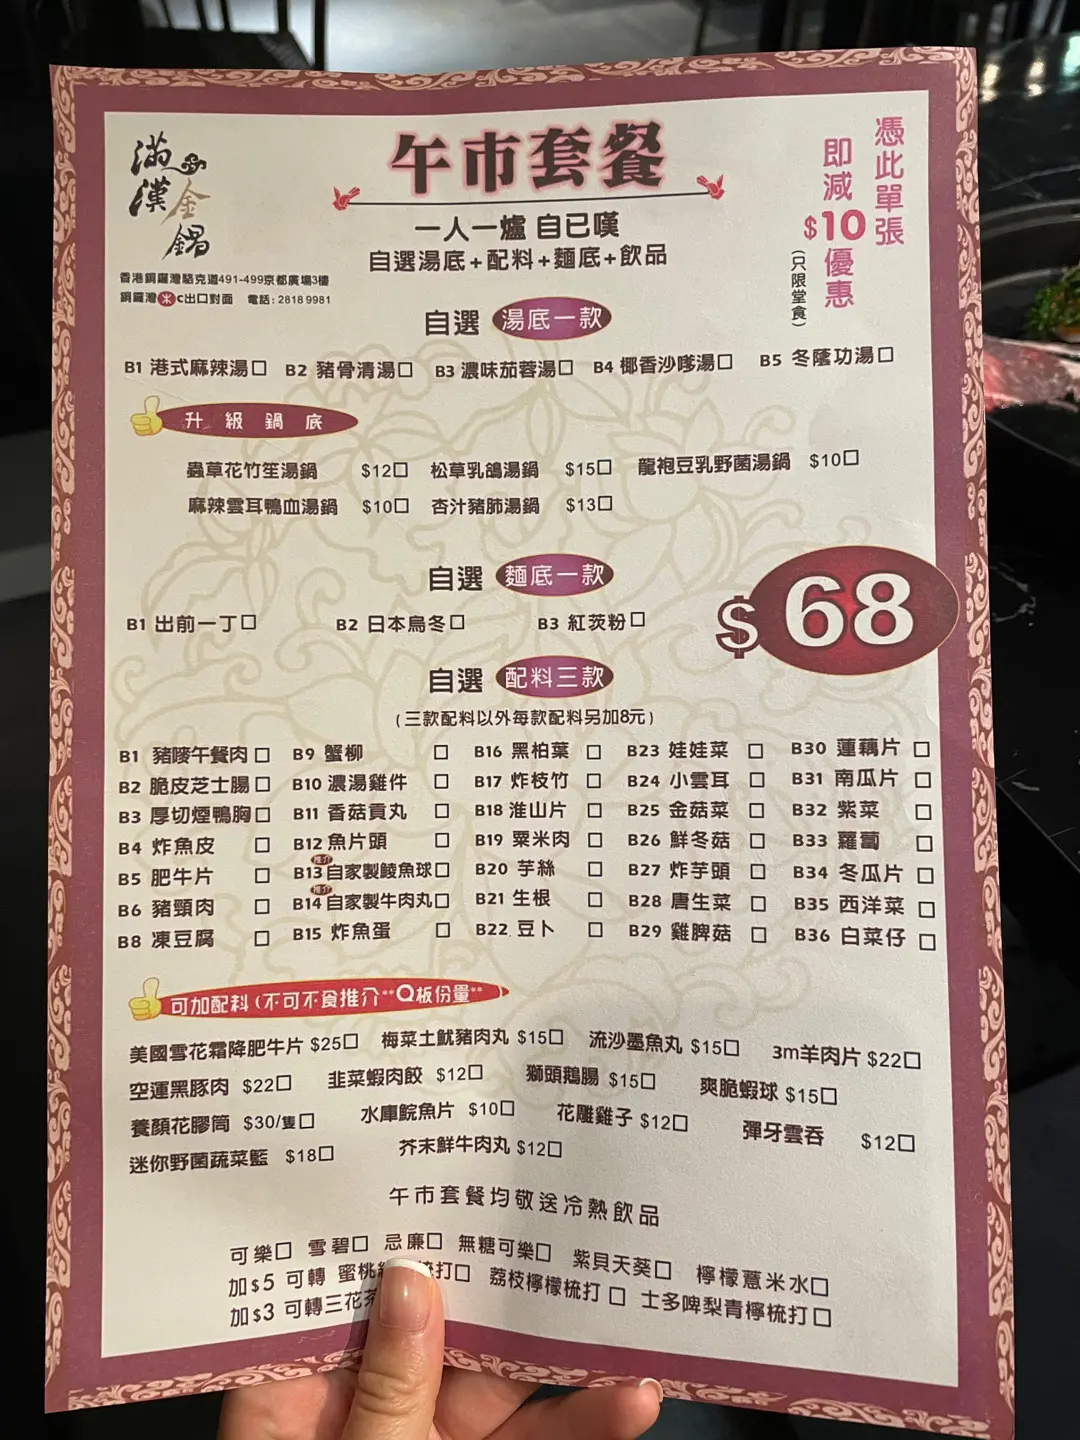 滿漢金鍋
香港銅鑼灣駱克道491-499京都廣場3樓
銅鑼灣 C出口對面 電話:2818 9981
午市套餐
一人一爐 自己嘆
自選湯底+配料+麵底+飲品
憑此單張
即減$10優惠
(只限堂食)
自選 湯底一款
B1 港式麻辣湯□ B2 豬骨清湯□ B3 濃味茄蓉湯□ B4 椰香沙嗲湯□ B5 冬蔭功湯□
升級鍋底
蟲草花竹笙湯鍋 $12□ 松草乳鴿湯鍋 $15□ 龍袍豆乳野菌湯鍋 $10□
麻辣雲耳鴨血湯鍋 $10□ 杏汁豬肺湯鍋 $13□
自選 麵底一款
B1 出前一丁□ B2 日本烏冬□ B3 紅茨粉□
$68
自選 配料三款
(三款配料以外每款配料另加8元)
B1 豬嘜午餐肉□ B9 蟹柳□ B16 黑柏葉□ B23 娃娃菜□ B30 蓮藕片□
B2 脆皮芝士腸□ B10 濃湯雞件□ B17 炸枝竹□ B24 小雲耳□ B31 南瓜片□
B3 厚切煙鴨胸□ B11 香菇貢丸□ B18 淮山片□ B25 金菇菜□ B32 紫菜□
B4 炸魚皮□ B12 魚片頭□ B19 粟米肉□ B26 鮮冬菇□ B33 蘿蔔□
B5 肥牛片□ B13 推介 自家製鯪魚球□ B20 芋絲□ B27 炸芋頭□ B34 冬瓜片□
B6 豬頸肉□ B14 推介 自家製牛肉丸□ B21 生根□ B28 唐生菜□ B35 西洋菜□
B8 凍豆腐□ B15 炸魚蛋□ B22 豆卜□ B29 雞脾菇□ B36 白菜仔□
可加配料(不可不食推介**Q板份量**)
美國雪花霜降肥牛片 $25□ 梅菜土魷豬肉丸 $15□ 流沙墨魚丸 $15□ 3m羊肉片 $22□
空運黑豚肉 $22□ 韭菜蝦肉餃 $12□ 獅頭鵝腸 $15□ 爽脆蝦球 $15□
養顏花膠筒 $30/隻□ 水庫鯇魚片 $10□ 花雕雞子 $12□ 彈牙雲吞 $12□
迷你野菌蔬菜籃 $18□ 芥末鮮牛肉丸 $12□
午市套餐均敬送冷熱飲品
可樂□ 雪碧□ 忌廉□ 無糖可樂□ 紫貝天葵□ 檸檬薏米水□
加$5 可轉 蜜桃 梳打□ 荔枝檸檬梳打□ 士多啤梨青檸梳打□
加$3 可轉三花